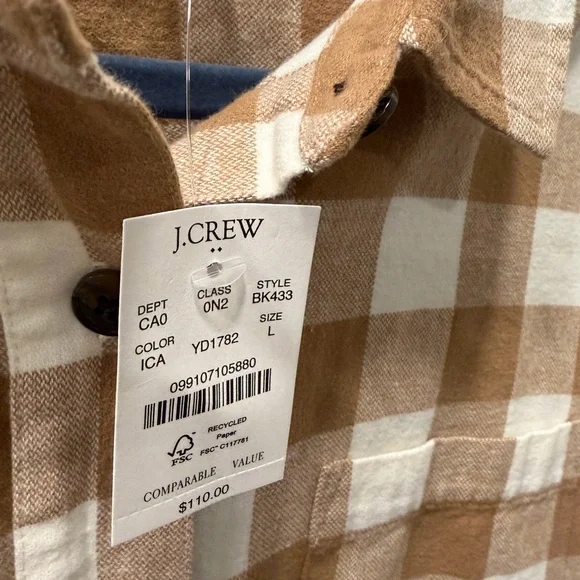 J.CREW
DEPT CLASS STYLE
CA0 0N2 BK433
COLOR SIZE
ICA YD1782 L
099107105880
RECYCLED
Paper
FSC™ C117781
FSC
COMPARABLE VALUE
$110.00